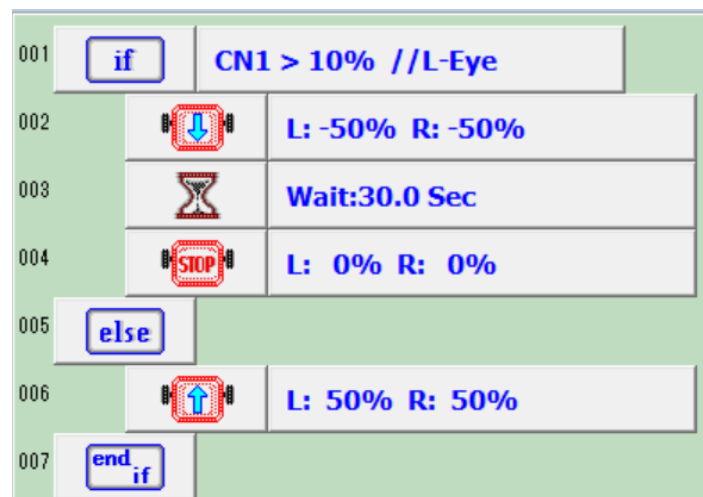 001 if CN1 > 10% //L-Eye
002 L: -50% R: -50%
003 Wait:30.0 Sec
004 STOP L: 0% R: 0%
005 else
006 L: 50% R: 50%
007 end if